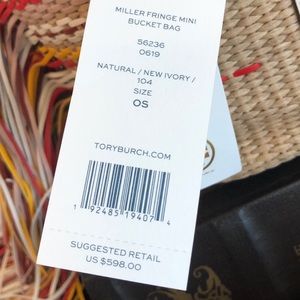 MILLER FRINGE MINI
BUCKET BAG
56236
0619
NATURAL / NEW IVORY /
104
SIZE
OS
TORYBURCH.COM
1 92485 19407 4
SUGGESTED RETAIL
US $598.00